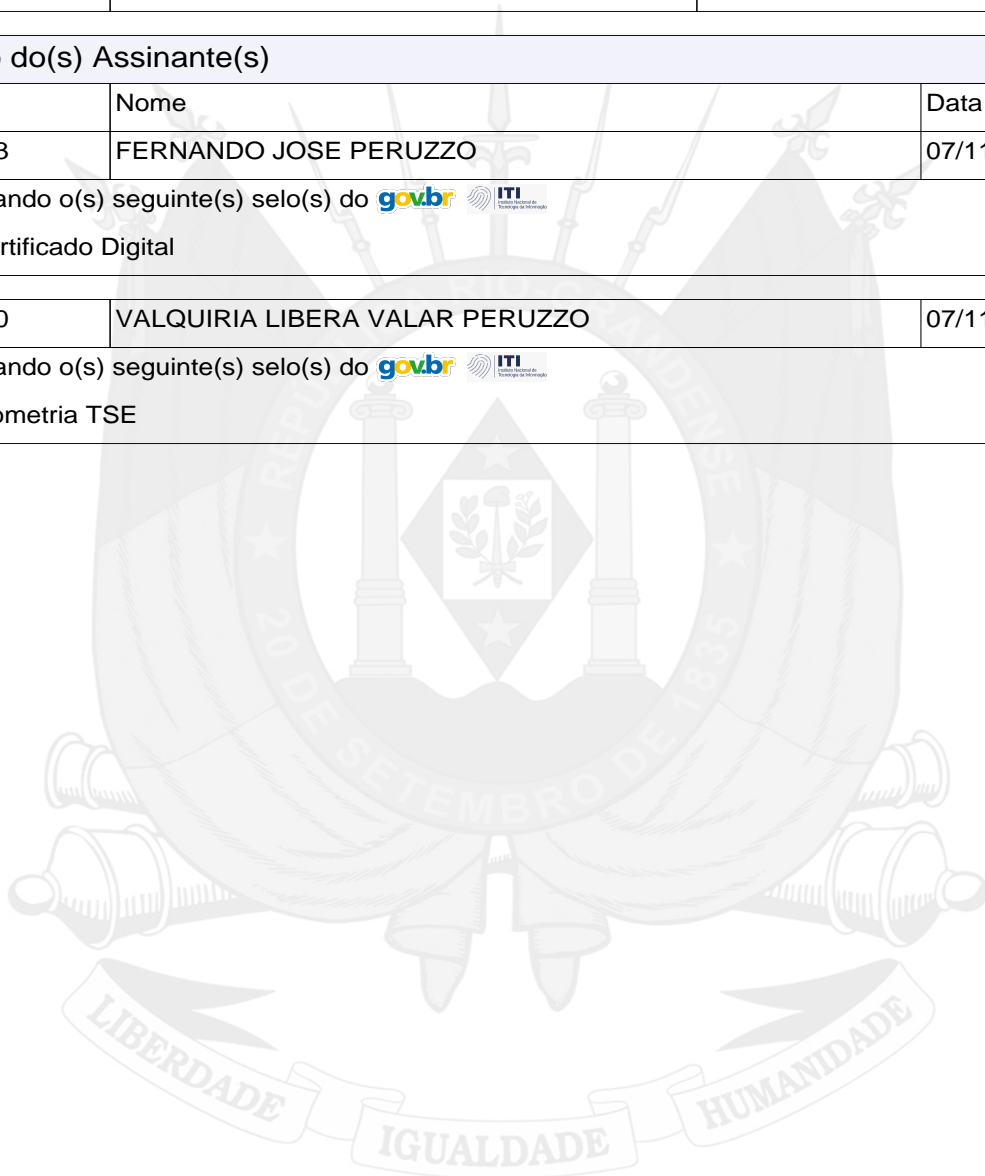 do(s) Assinante(s)
Nome Data
3 FERNANDO JOSE PERUZZO 07/11
ando o(s) seguinte(s) selo(s) do gov.br ITI
rtificado Digital
0 VALQUIRIA LIBERA VALAR PERUZZO 07/11
ando o(s) seguinte(s) selo(s) do gov.br ITI
ometria TSE
REPUBLICA RIO-GRANDENSE
20 DE SETEMBRO DE 1835
LIBERDADE IGUALDADE HUMANIDADE